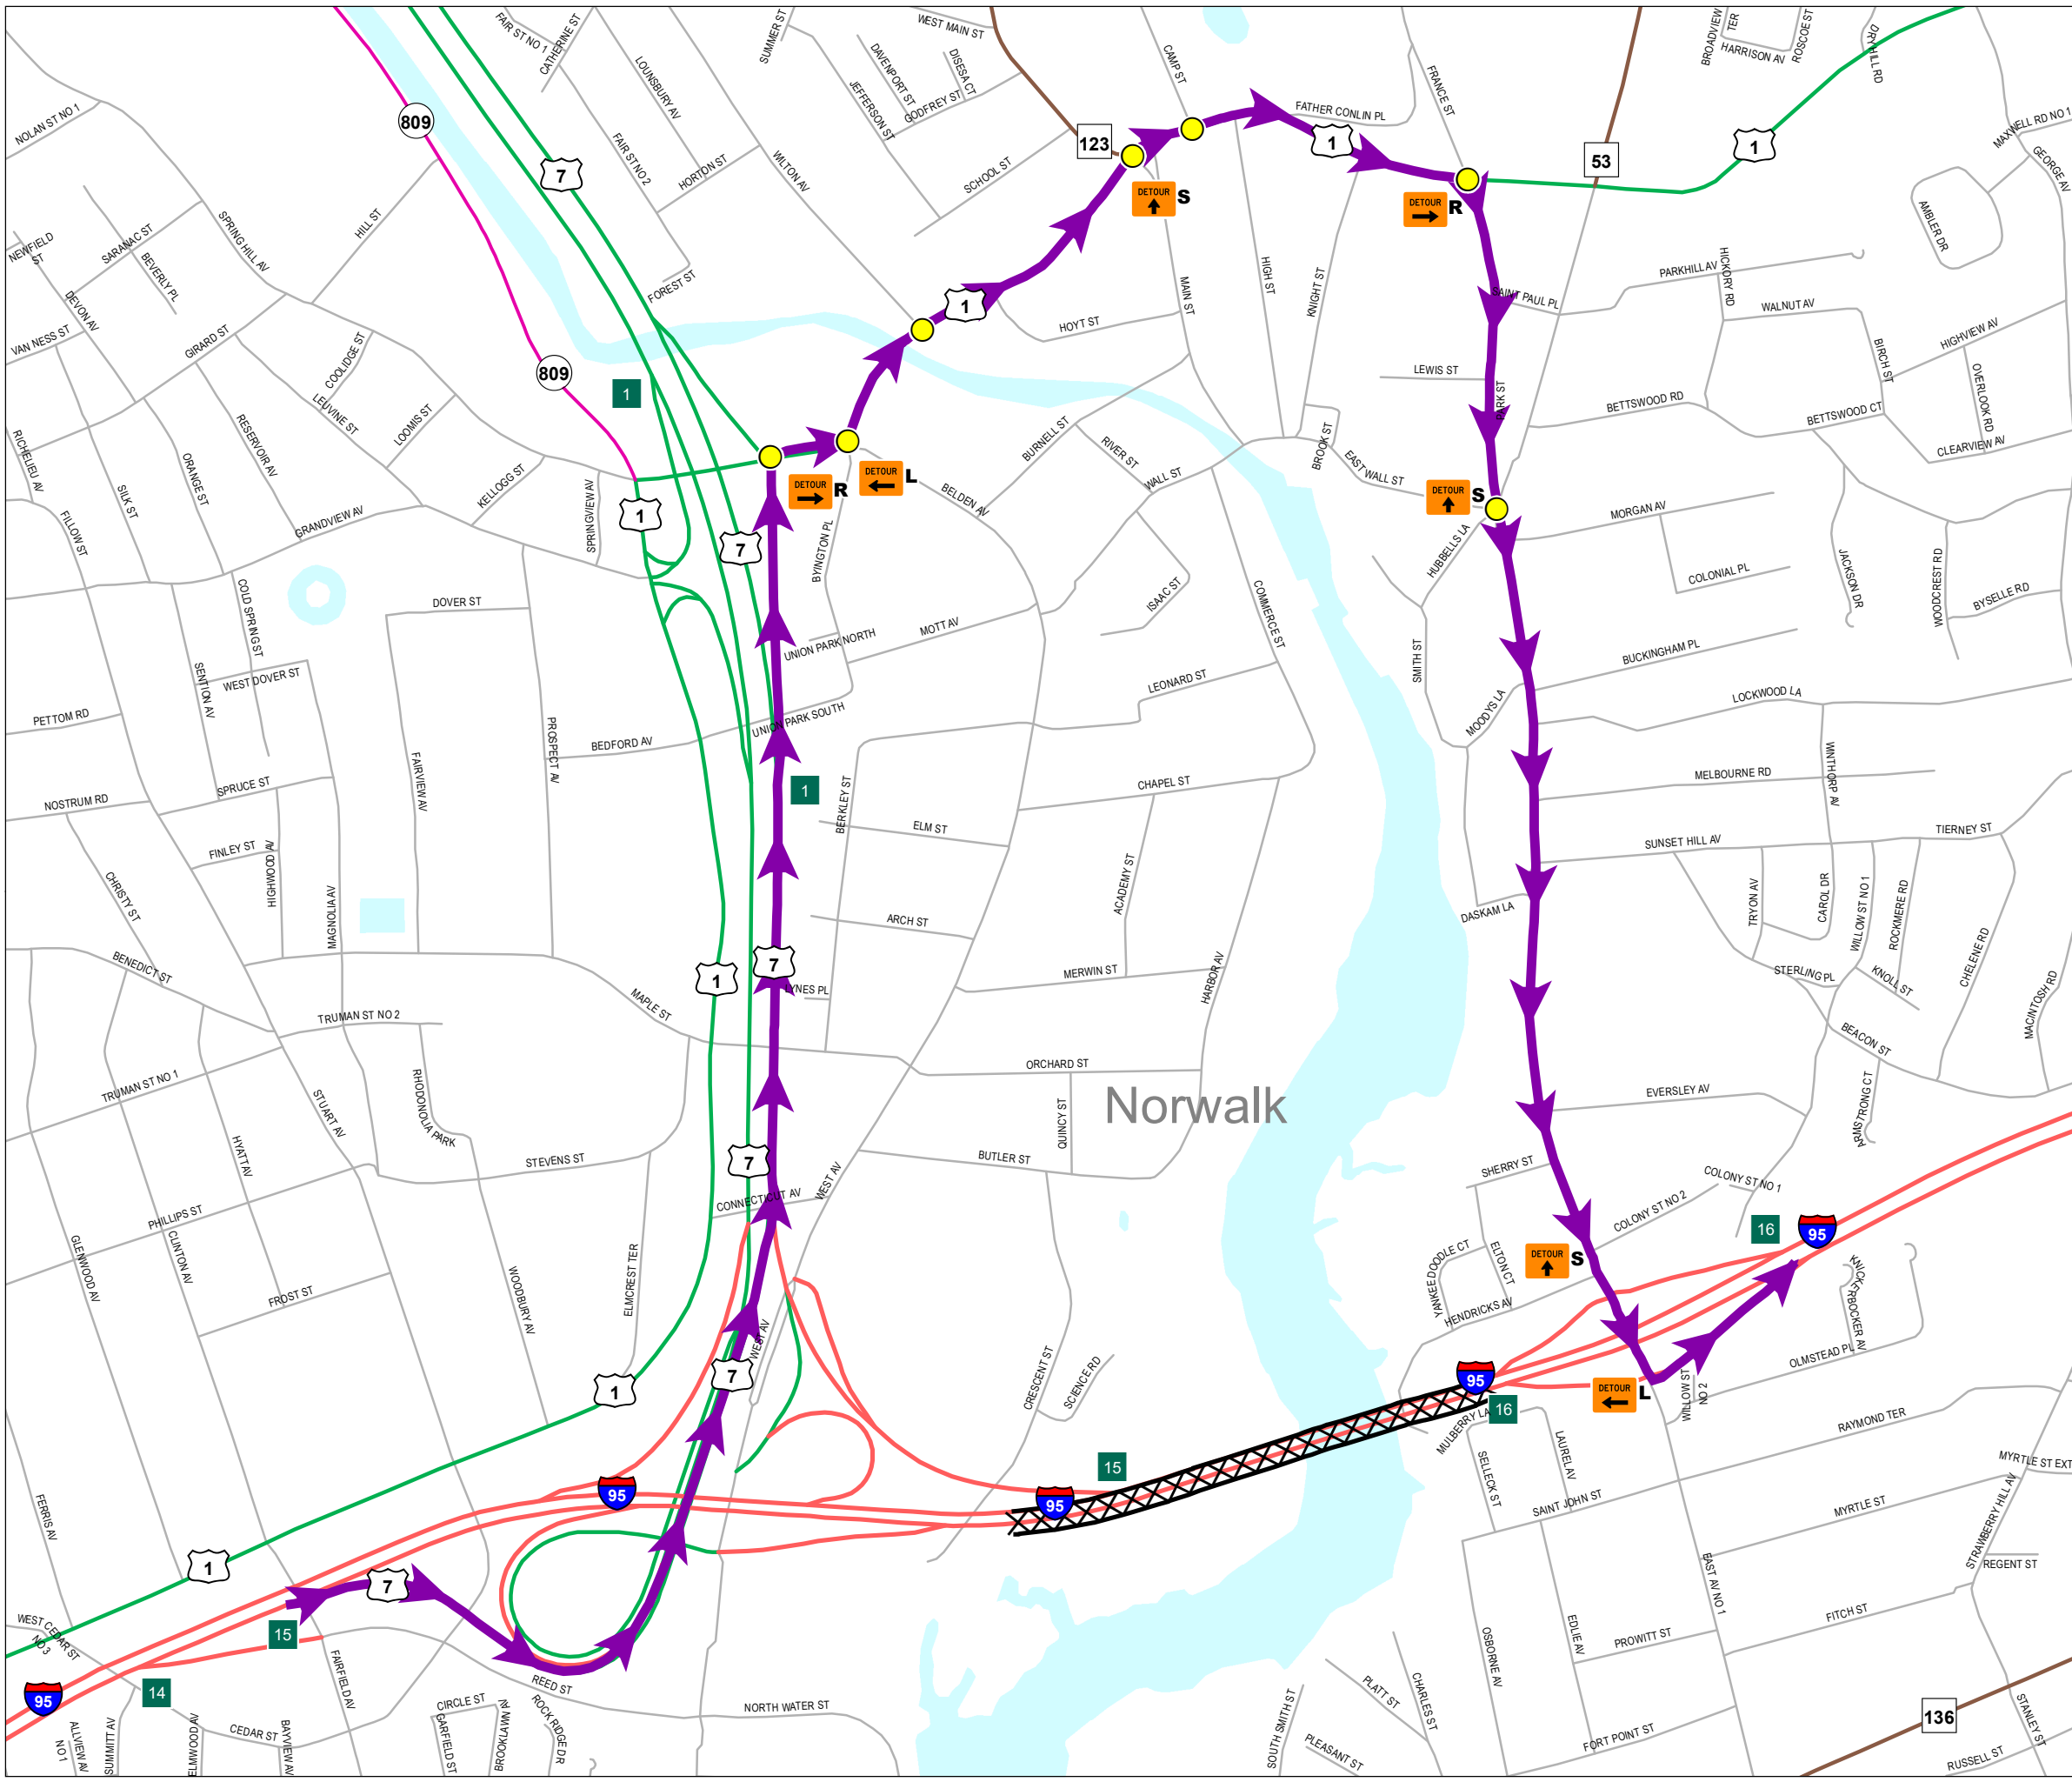 FAIR ST NO 1
CATHERINE ST
SUMMER ST
WEST MAIN ST
CAMP ST
FRANCE ST
BROADVIEW
TER
HARRISON AV
ROSCOE ST
DRY HILL RD
NOLAN ST NO 1
809
7
LOUNSBURY AV
DAVENPORT ST
DISESA CT
JEFFERSON ST
GODFREY ST
123
FATHER CONLIN PL
1
53
1
MAXWELL RD NO 1
GEORGE AV
FAIR ST NO 2
HORTON ST
WILTON AV
SCHOOL ST
DETOUR
S
DETOUR
R
AMBLER DR
NEWFIELD
ST
SARANAC ST
BEVERLY PL
SPRING HILL AV
HILL ST
FOREST ST
1
MAIN ST
HIGH ST
KNIGHT ST
SAINT PAUL PL
PARKHILL AV
HICKORY RD
WALNUT AV
DEVON AV
VAN NESS ST
GIRARD ST
COOLIDGE ST
HOYT ST
HIGHVIEW AV
BIRCH ST
OVERLOOK RD
809
1
LEWIS ST
PARK ST
BETTSWOOD RD
BETTSWOOD CT
CLEARVIEW AV
LEUVINE ST
LOOMIS ST
RESERVOIR AV
RICHELIEU AV
ORANGE ST
SILK ST
KELLOGG ST
SPRINGVIEW AV
DETOUR
R
DETOUR
L
BELDEN AV
BURNELL ST
RIVER ST
WALL ST
BROOK ST
EAST WALL ST
DETOUR
S
FILLOW ST
GRANDVIEW AV
1
7
BYINGTON PL
HUBBELLS LA
MORGAN AV
COLONIAL PL
JACKSON DR
WOODCREST RD
BYSELLE RD
COLD SPRING ST
DOVER ST
UNION PARK NORTH
MOTT AV
ISAAC ST
COMMERCE ST
SMITH ST
BUCKINGHAM PL
SENTION AV
WEST DOVER ST
LEONARD ST
LOCKWOOD LA
PETTOM RD
UNION PARK SOUTH
MOODYS LA
BEDFORD AV
PROSPECT AV
FAIRVIEW AV
1
CHAPEL ST
MELBOURNE RD
WINTHROP AV
NOSTRUM RD
SPRUCE ST
BERKLEY ST
ELM ST
SUNSET HILL AV
TIERNEY ST
FINLEY ST
HIGHWOOD AV
CHRISTY ST
MAGNOLIA AV
ARCH ST
ACADEMY ST
DASKAM LA
TRYON AV
CAROL DR
WILLOW ST NO 1
ROCKMERE RD
CHELENE RD
BENEDICT ST
1
7
LYNES PL
MERWIN ST
HARBOR AV
STERLING PL
KNOLL ST
MACINTOSH RD
TRUMAN ST NO 2
MAPLE ST
BEACON ST
TRUMAN ST NO 1
RHODONOLIA
PARK
STUART AV
ORCHARD ST
Norwalk
EVERSLEY AV
ARMSTRONG CT
QUINCY ST
HYATT AV
STEVENS ST
7
BUTLER ST
WEST AV
CONNECTICUT AV
SHERRY ST
COLONY ST NO 1
COLONY ST NO 2
PHILLIPS ST
CLINTON AV
GLENWOOD AV
FROST ST
WOODBURY AV
ELMCREST TER
WEST AV
YANKEE DOODLE CT
ELTON CT
HENDRICKS AV
DETOUR
S
16
95
KNICKERBOCKER AV
1
7
CRESCENT ST
SCIENCE RD
95
DETOUR
L
WILLOW ST
NO 2
OLMSTEAD PL
16
MULBERRY LA
RAYMOND TER
FERRIS AV
95
15
95
SELLECK ST
LAUREL AV
SAINT JOHN ST
MYRTLE ST EXT
MYRTLE ST
STRAWBERRY HILL AV
REGENT ST
1
7
15
WEST CEDAR ST
NO 3
EAST AV NO 1
FITCH ST
OSBORNE AV
EDLIE AV
PROWITT ST
14
95
FAIRFIELD AV
REED ST
NORTH WATER ST
CIRCLE ST
GARFIELD ST
BROOKLAWN AV
ROCK RIDGE DR
CEDAR ST
ALLVIEW AV
NO 1
SUMMITT AV
ELMWOOD AV
BAYVIEW AV
SOUTH SMITH ST
PLATT ST
CHARLES ST
PLEASANT ST
FORT POINT ST
136
STANLEY ST
RUSSELL ST